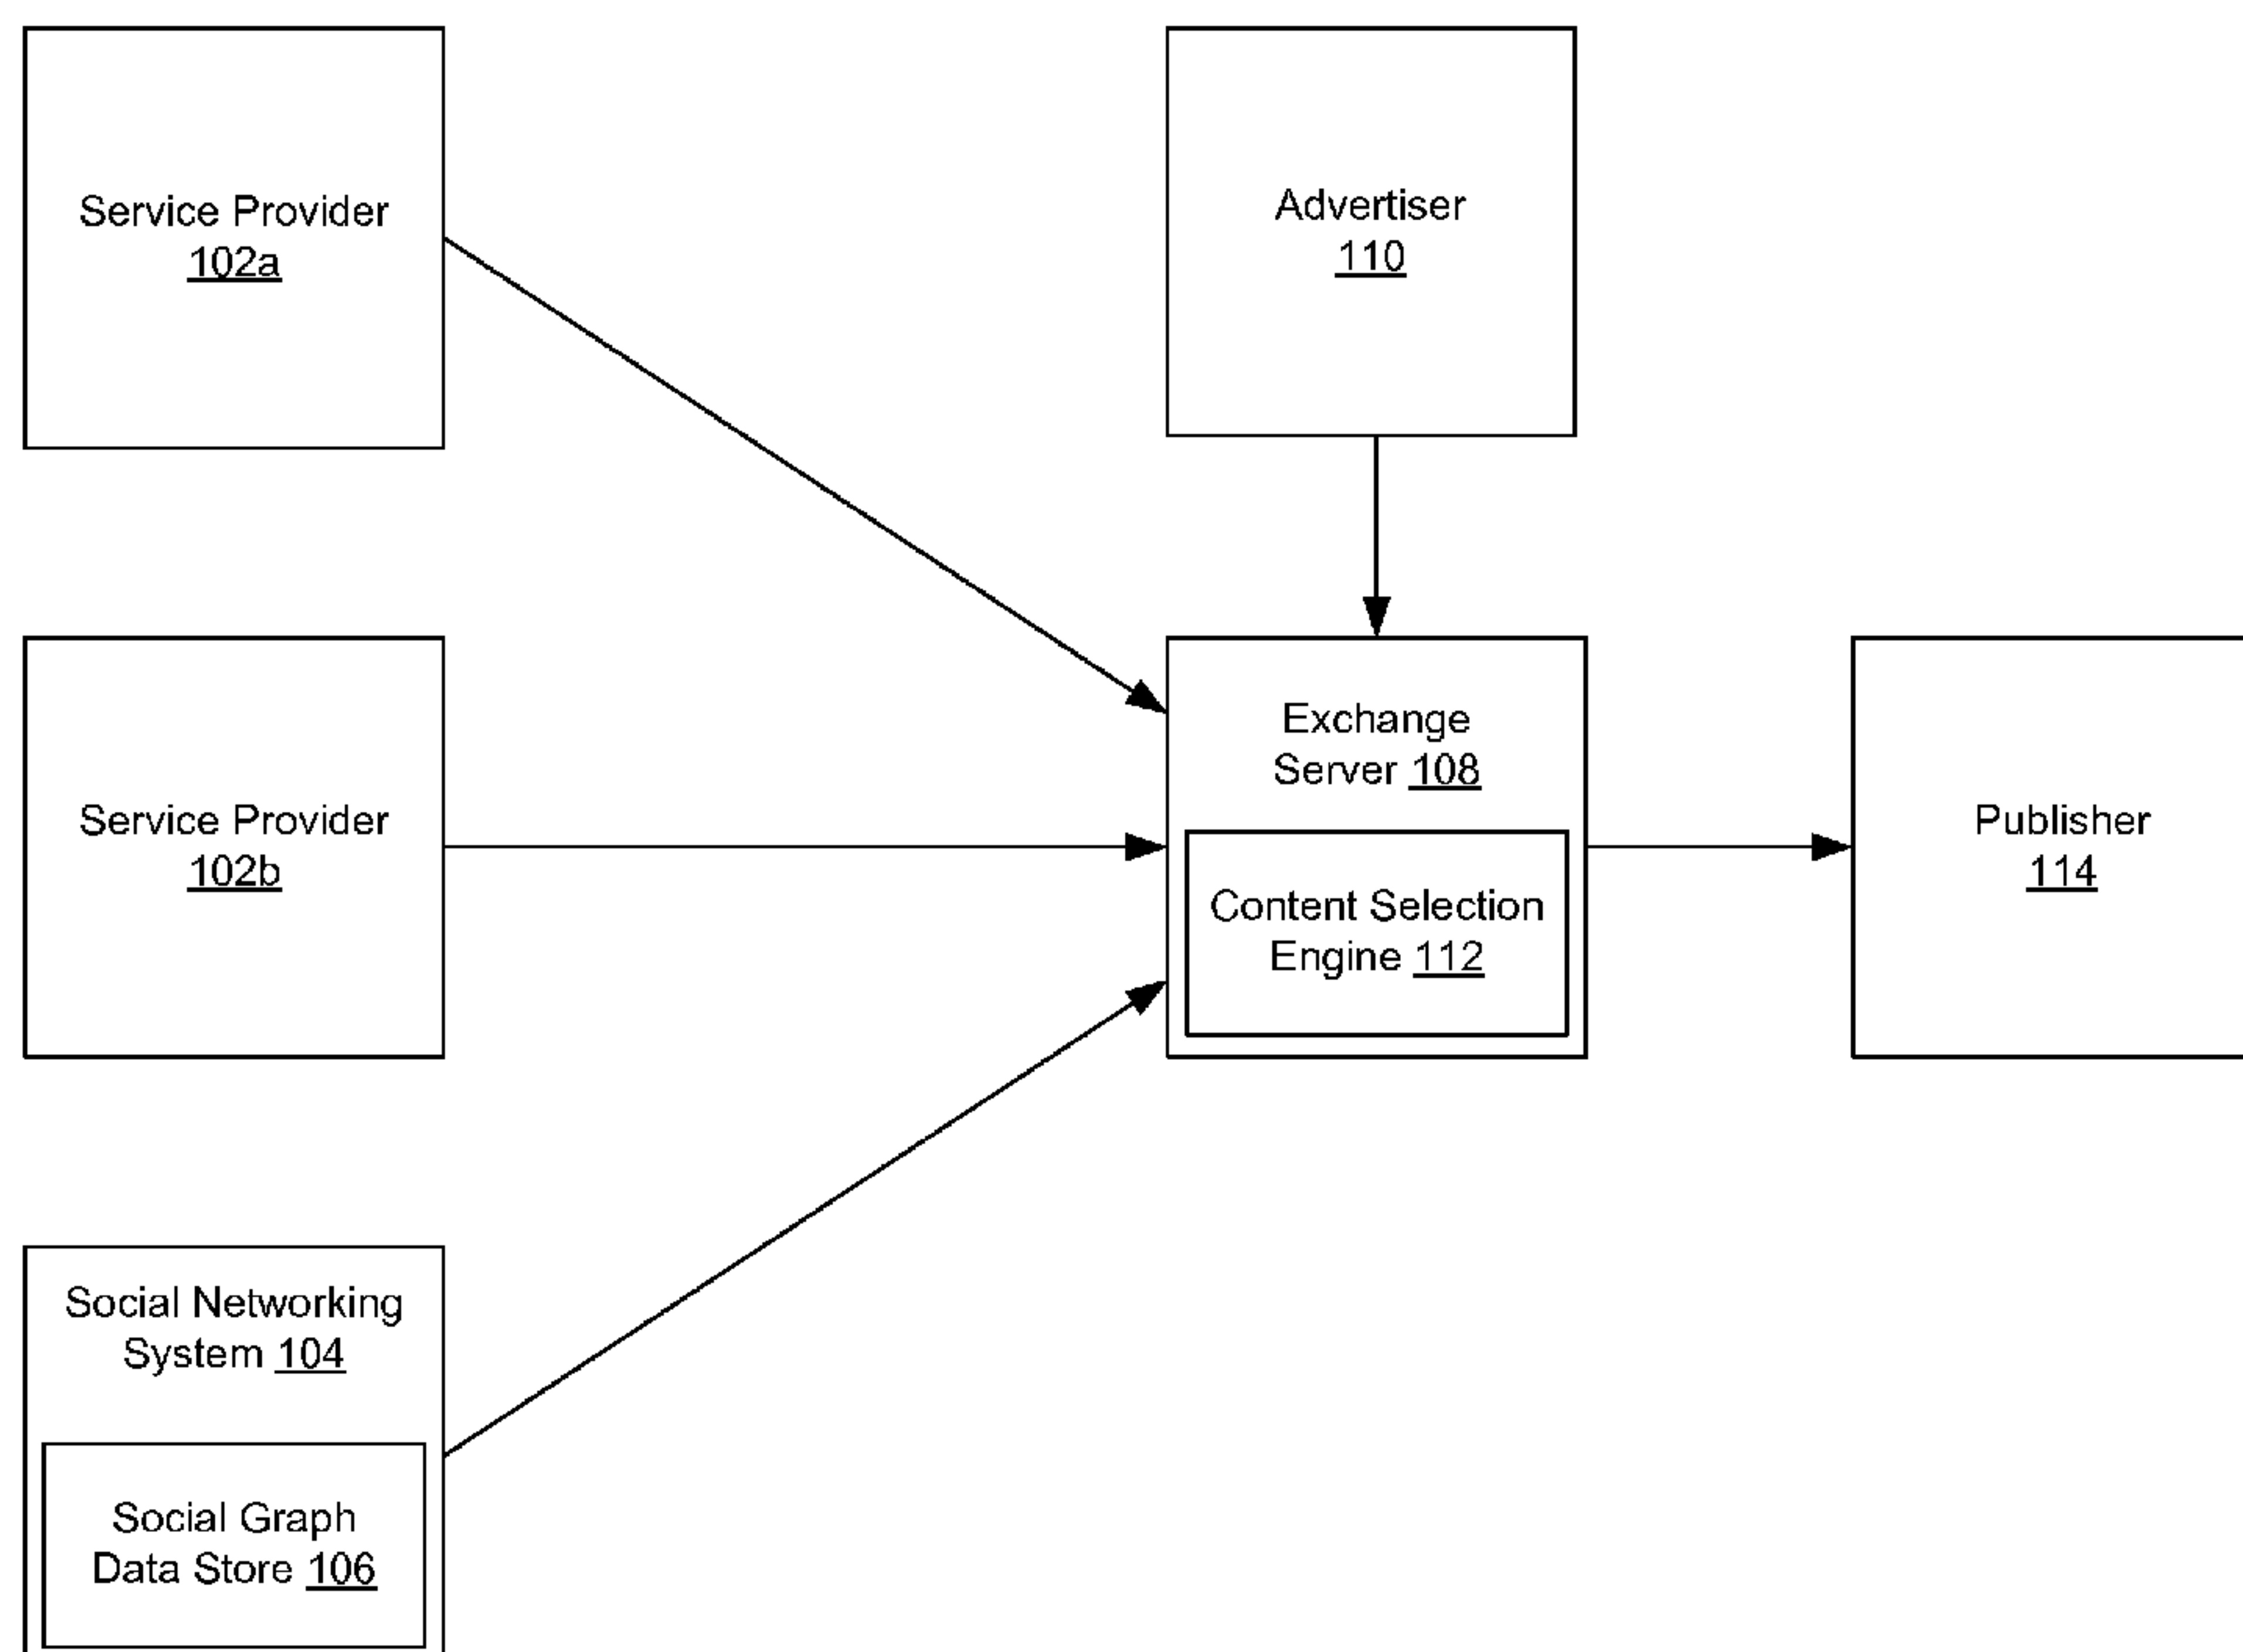 Service Provider
102a
Advertiser
110
Service Provider
102b
Exchange
Server 108
Content Selection
Engine 112
Publisher
114
Social Networking
System 104
Social Graph
Data Store 106